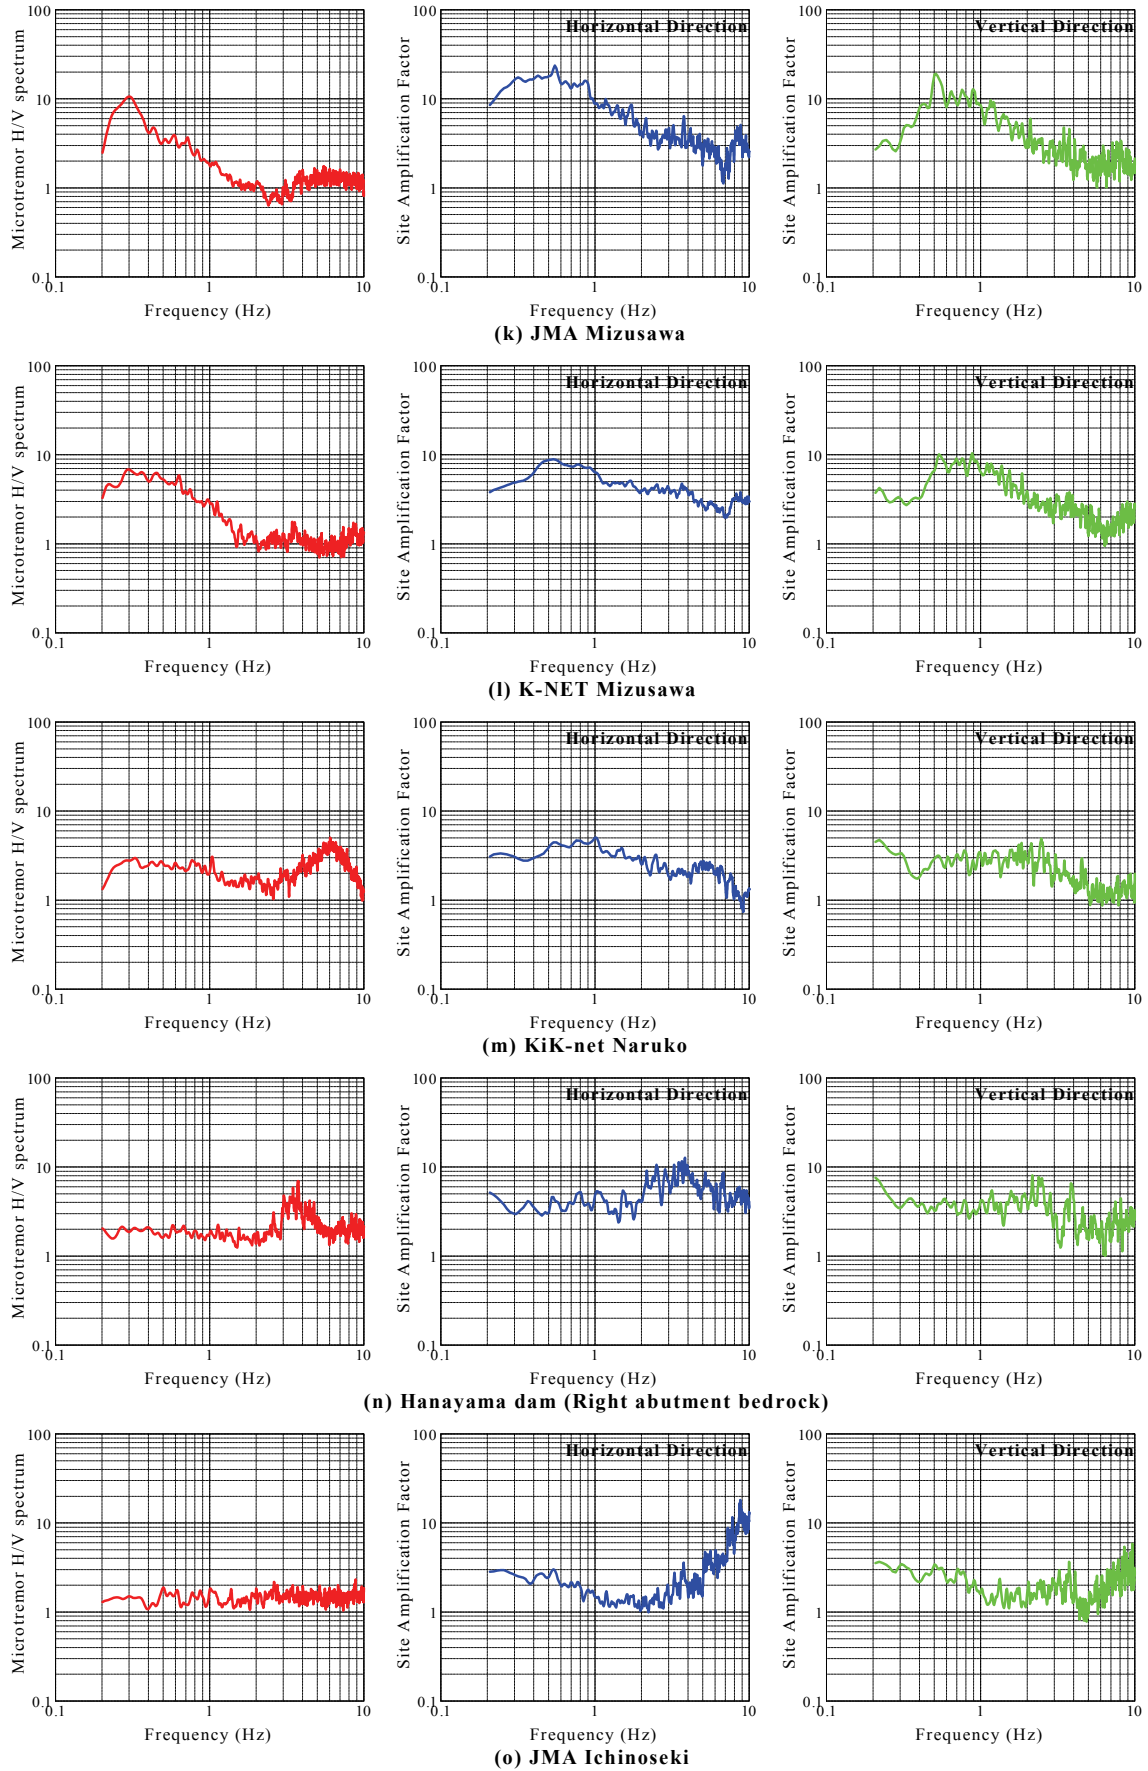 Microtremor H/V spectrum
100
10
1
0.1
0.1 1 10
Frequency (Hz)
Site Amplification Factor
100
10
1
0.1
Horizontal Direction
0.1 1 10
Frequency (Hz)
Site Amplification Factor
100
10
1
0.1
Vertical Direction
0.1 1 10
Frequency (Hz)
(k) JMA Mizusawa
Microtremor H/V spectrum
100
10
1
0.1
0.1 1 10
Frequency (Hz)
Site Amplification Factor
100
10
1
0.1
Horizontal Direction
0.1 1 10
Frequency (Hz)
Site Amplification Factor
100
10
1
0.1
Vertical Direction
0.1 1 10
Frequency (Hz)
(l) K-NET Mizusawa
Microtremor H/V spectrum
100
10
1
0.1
0.1 1 10
Frequency (Hz)
Site Amplification Factor
100
10
1
0.1
Horizontal Direction
0.1 1 10
Frequency (Hz)
Site Amplification Factor
100
10
1
0.1
Vertical Direction
0.1 1 10
Frequency (Hz)
(m) KiK-net Naruko
Microtremor H/V spectrum
100
10
1
0.1
0.1 1 10
Frequency (Hz)
Site Amplification Factor
100
10
1
0.1
Horizontal Direction
0.1 1 10
Frequency (Hz)
Site Amplification Factor
100
10
1
0.1
Vertical Direction
0.1 1 10
Frequency (Hz)
(n) Hanayama dam (Right abutment bedrock)
Microtremor H/V spectrum
100
10
1
0.1
0.1 1 10
Frequency (Hz)
Site Amplification Factor
100
10
1
0.1
Horizontal Direction
0.1 1 10
Frequency (Hz)
Site Amplification Factor
100
10
1
0.1
Vertical Direction
0.1 1 10
Frequency (Hz)
(o) JMA Ichinoseki